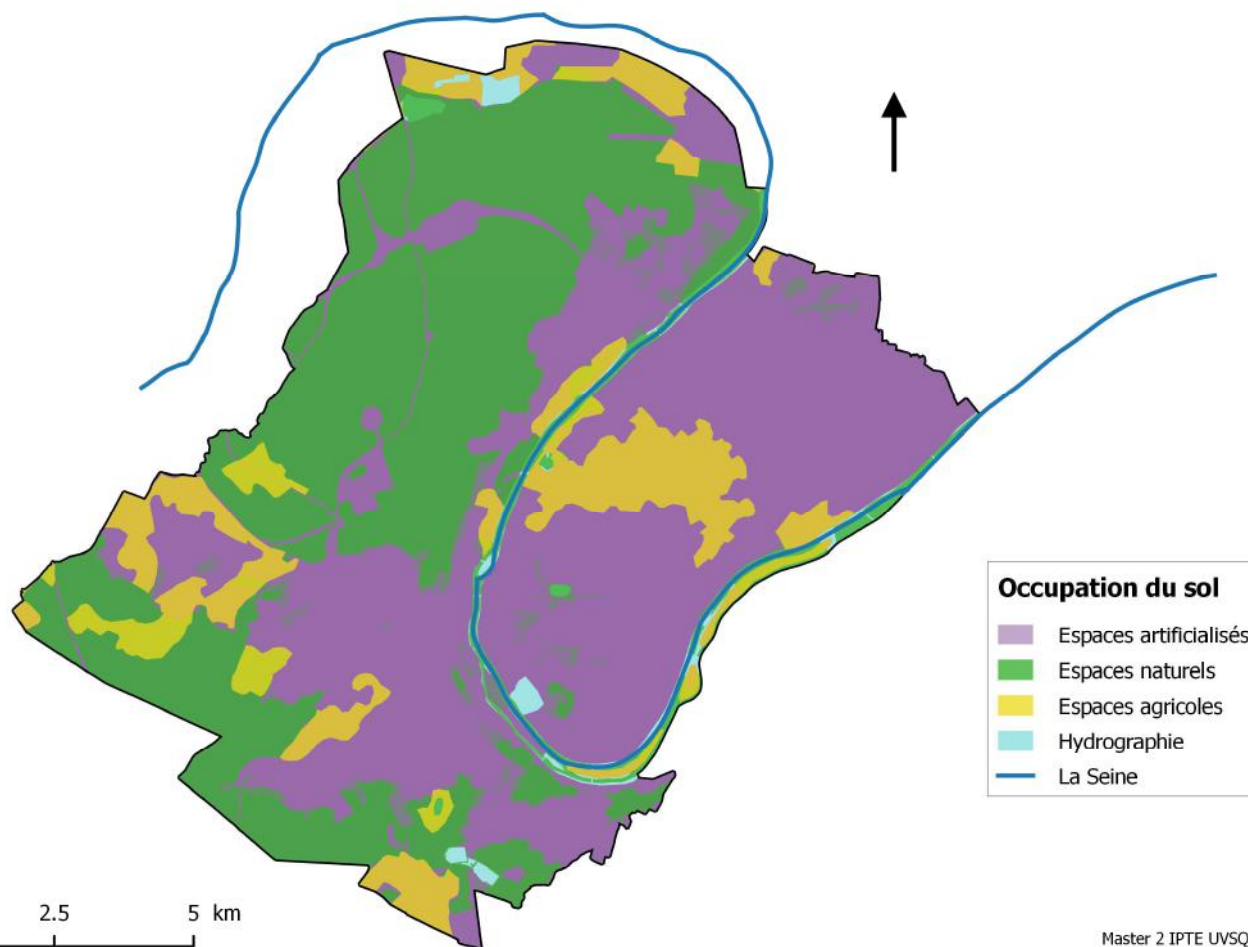 Occupation du sol
Espaces artificialisés
Espaces naturels
Espaces agricoles
Hydrographie
La Seine
2.5 5 km
Master 2 IPTE UVSQ